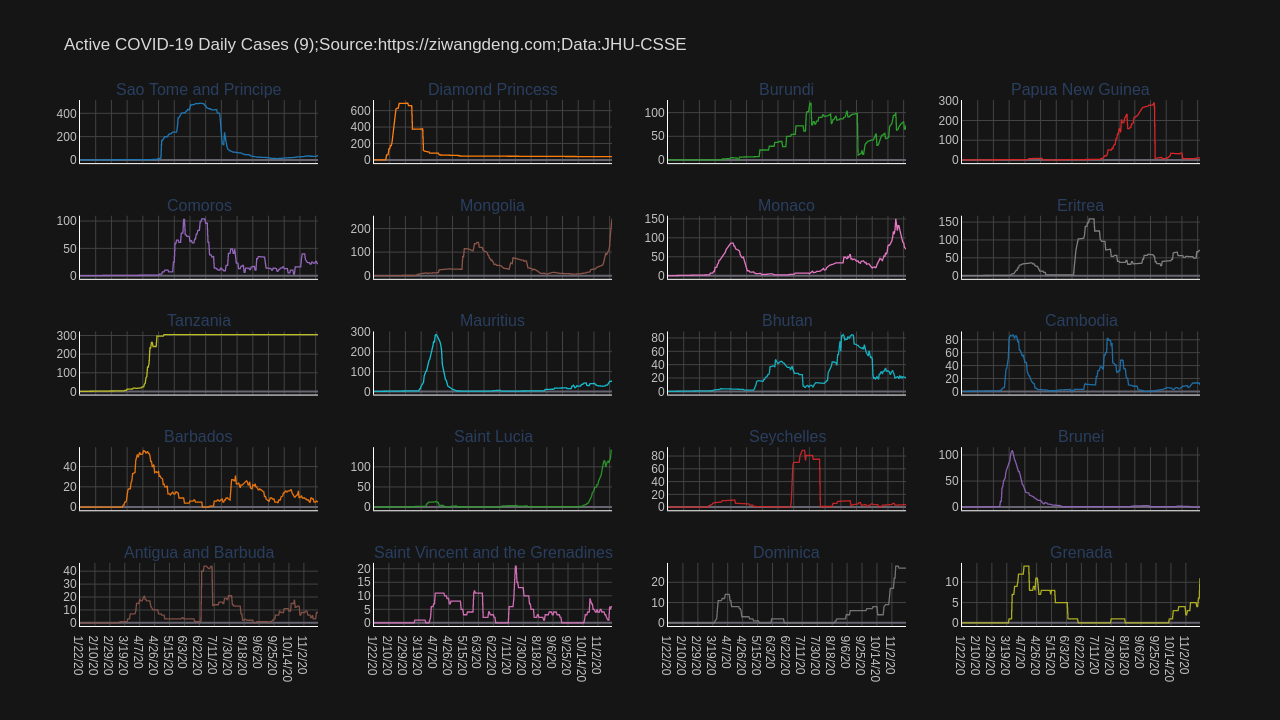 Active COVID-19 Daily Cases (9);Source:https://ziwangdeng.com;Data:JHU-CSSE
Sao Tome and Principe Diamond Princess Burundi Papua New Guinea
400 600 100 300
200 400 50 200
0 200 0 100
0 0
Comoros Mongolia Monaco Eritrea
100 200 150 150
50 100 100 100
0 0 50 50
0 0
Tanzania Mauritius Bhutan Cambodia
300 300 80 80
200 200 60 60
100 100 40 40
0 0 20 20
0 0
Barbados Saint Lucia Seychelles Brunei
40 100 80 100
20 50 60 50
0 0 40 0
20
0
Antigua and Barbuda Saint Vincent and the Grenadines Dominica Grenada
40 20 20 10
30 15 10 5
20 10 0 0
10 5
0 0
1/22/20 2/10/20 3/19/20 4/7/20 4/26/20 5/15/20 6/3/20 6/22/20 7/11/20 7/30/20 8/18/20 9/6/20 9/25/20 10/14/20 11/2/20
1/22/20 2/10/20 3/19/20 4/7/20 4/26/20 5/15/20 6/3/20 6/22/20 7/11/20 7/30/20 8/18/20 9/6/20 9/25/20 10/14/20 11/2/20
1/22/20 2/10/20 3/19/20 4/7/20 4/26/20 5/15/20 6/3/20 6/22/20 7/11/20 7/30/20 8/18/20 9/6/20 9/25/20 10/14/20 11/2/20
1/22/20 2/10/20 3/19/20 4/7/20 4/26/20 5/15/20 6/3/20 6/22/20 7/11/20 7/30/20 8/18/20 9/6/20 9/25/20 10/14/20 11/2/20